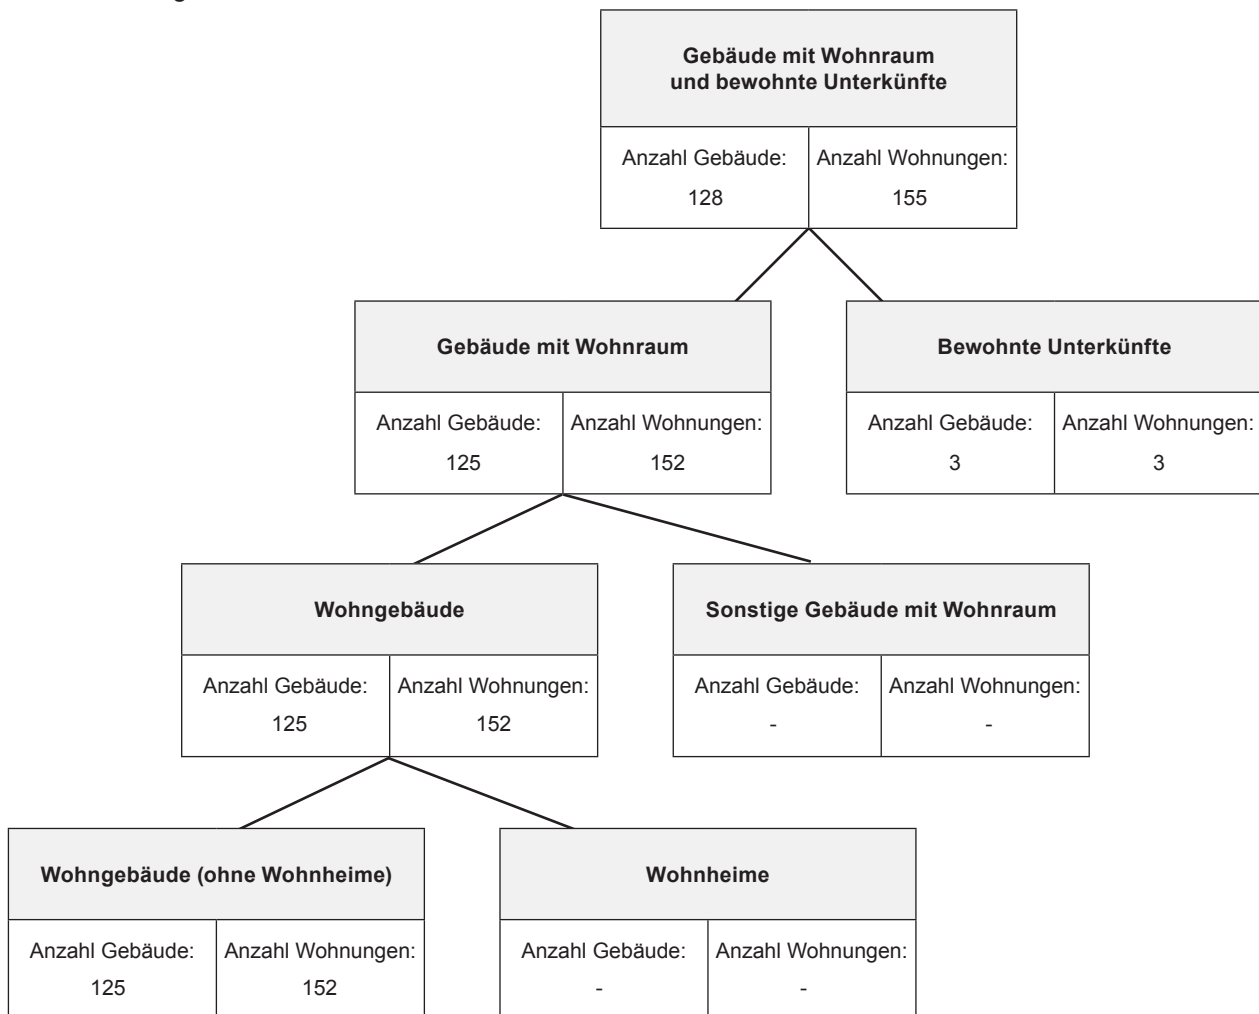 Gebäude mit Wohnraum
und bewohnte Unterkünfte
Anzahl Gebäude: Anzahl Wohnungen:
128 155
Gebäude mit Wohnraum Bewohnte Unterkünfte
Anzahl Gebäude: Anzahl Wohnungen: Anzahl Gebäude: Anzahl Wohnungen:
125 152 3 3
Wohngebäude Sonstige Gebäude mit Wohnraum
Anzahl Gebäude: Anzahl Wohnungen: Anzahl Gebäude: Anzahl Wohnungen:
125 152 - -
Wohngebäude (ohne Wohnheime) Wohnheime
Anzahl Gebäude: Anzahl Wohnungen: Anzahl Gebäude: Anzahl Wohnungen:
125 152 - -